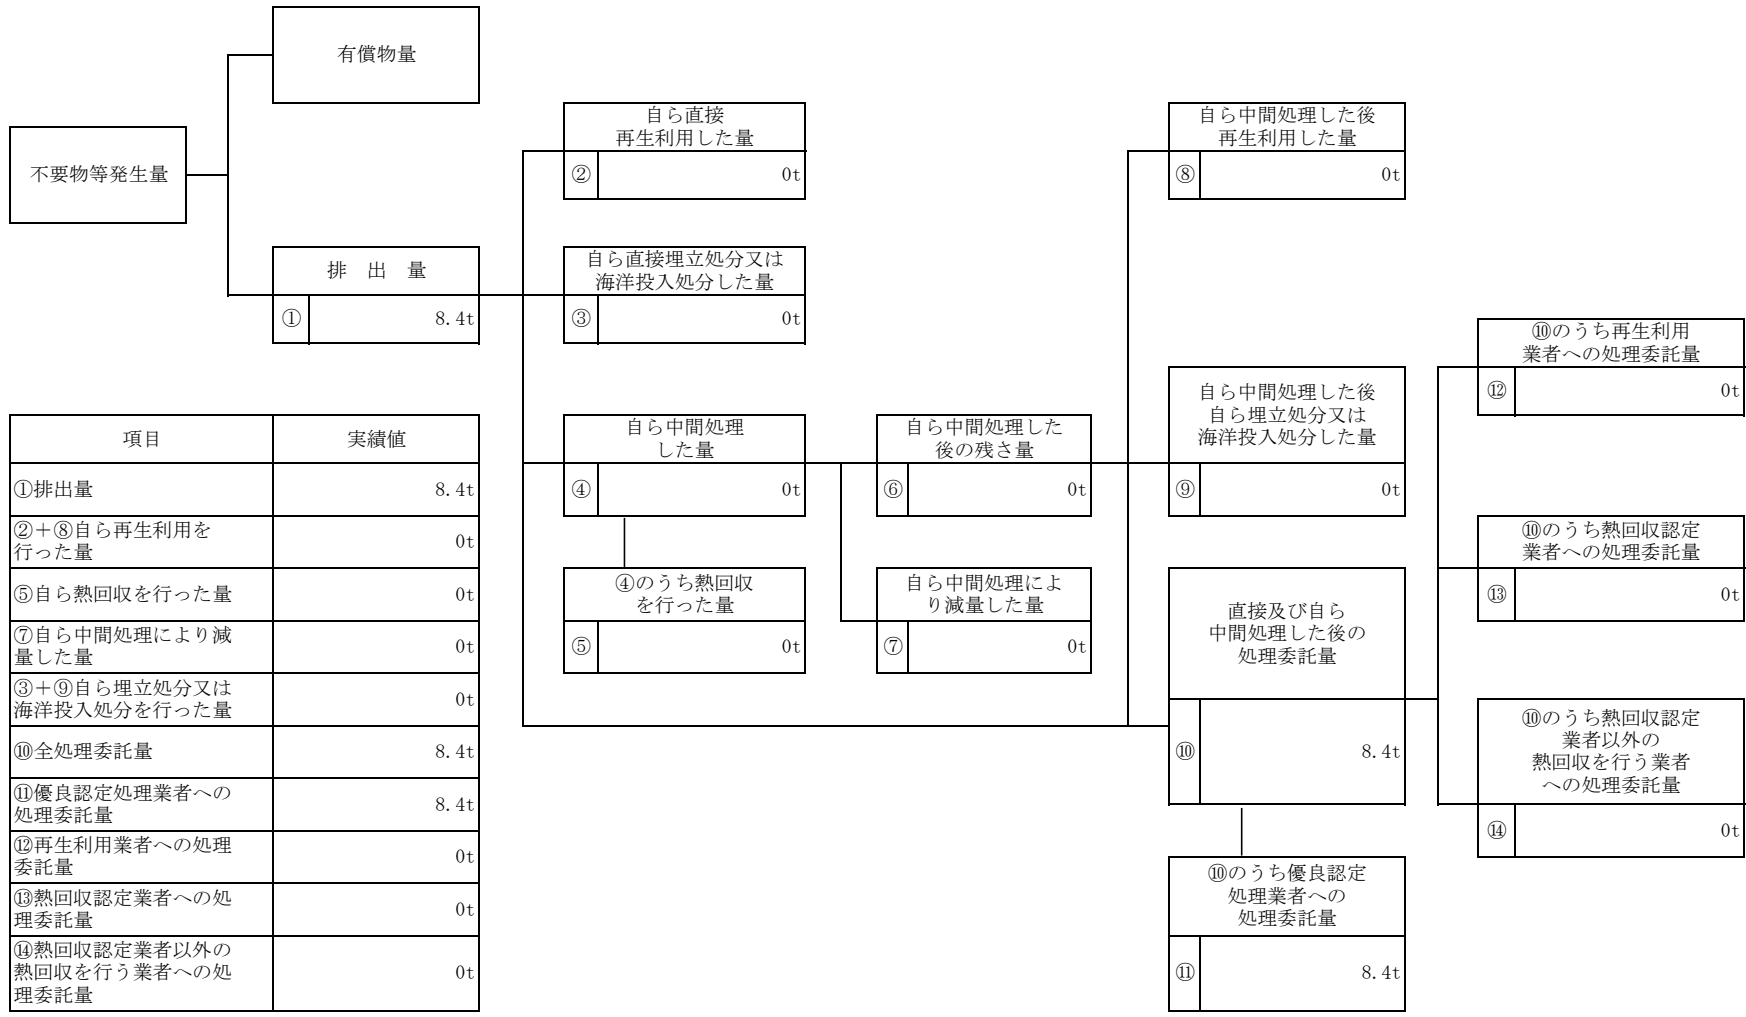 有償物量
不要物等発生量
排　出　量
① 8.4t
自ら直接
再生利用した量
② 0t
自ら直接埋立処分又は
海洋投入処分した量
③ 0t
自ら中間処理
した量
④ 0t
④のうち熱回収
を行った量
⑤ 0t
自ら中間処理した
後の残さ量
⑥ 0t
自ら中間処理によ
り減量した量
⑦ 0t
自ら中間処理した後
再生利用した量
⑧ 0t
自ら中間処理した後
自ら埋立処分又は
海洋投入処分した量
⑨ 0t
直接及び自ら
中間処理した後の
処理委託量
⑩ 8.4t
⑩のうち優良認定
処理業者への
処理委託量
⑪ 8.4t
⑩のうち再生利用
業者への処理委託量
⑫ 0t
⑩のうち熱回収認定
業者への処理委託量
⑬ 0t
⑩のうち熱回収認定
業者以外の
熱回収を行う業者
への処理委託量
⑭ 0t
項目 実績値
①排出量 8.4t
②＋⑧自ら再生利用を
行った量 0t
⑤自ら熱回収を行った量 0t
⑦自ら中間処理により減
量した量 0t
③＋⑨自ら埋立処分又は
海洋投入処分を行った量 0t
⑩全処理委託量 8.4t
⑪優良認定処理業者への
処理委託量 8.4t
⑫再生利用業者への処理
委託量 0t
⑬熱回収認定業者への処
理委託量 0t
⑭熱回収認定業者以外の
熱回収を行う業者への処
理委託量 0t